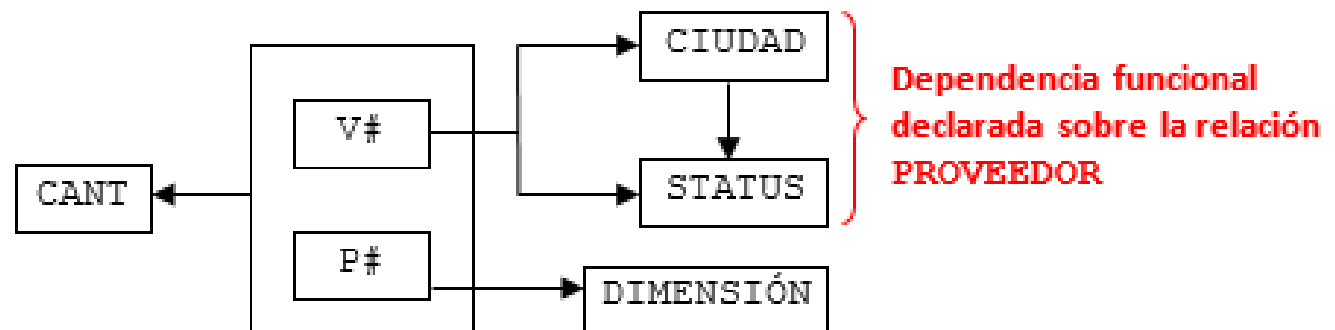 CIUDAD
Dependencia funcional
declarada sobre la relación
PROVEEDOR
V#
CANT
STATUS
P#
DIMENSIÓN